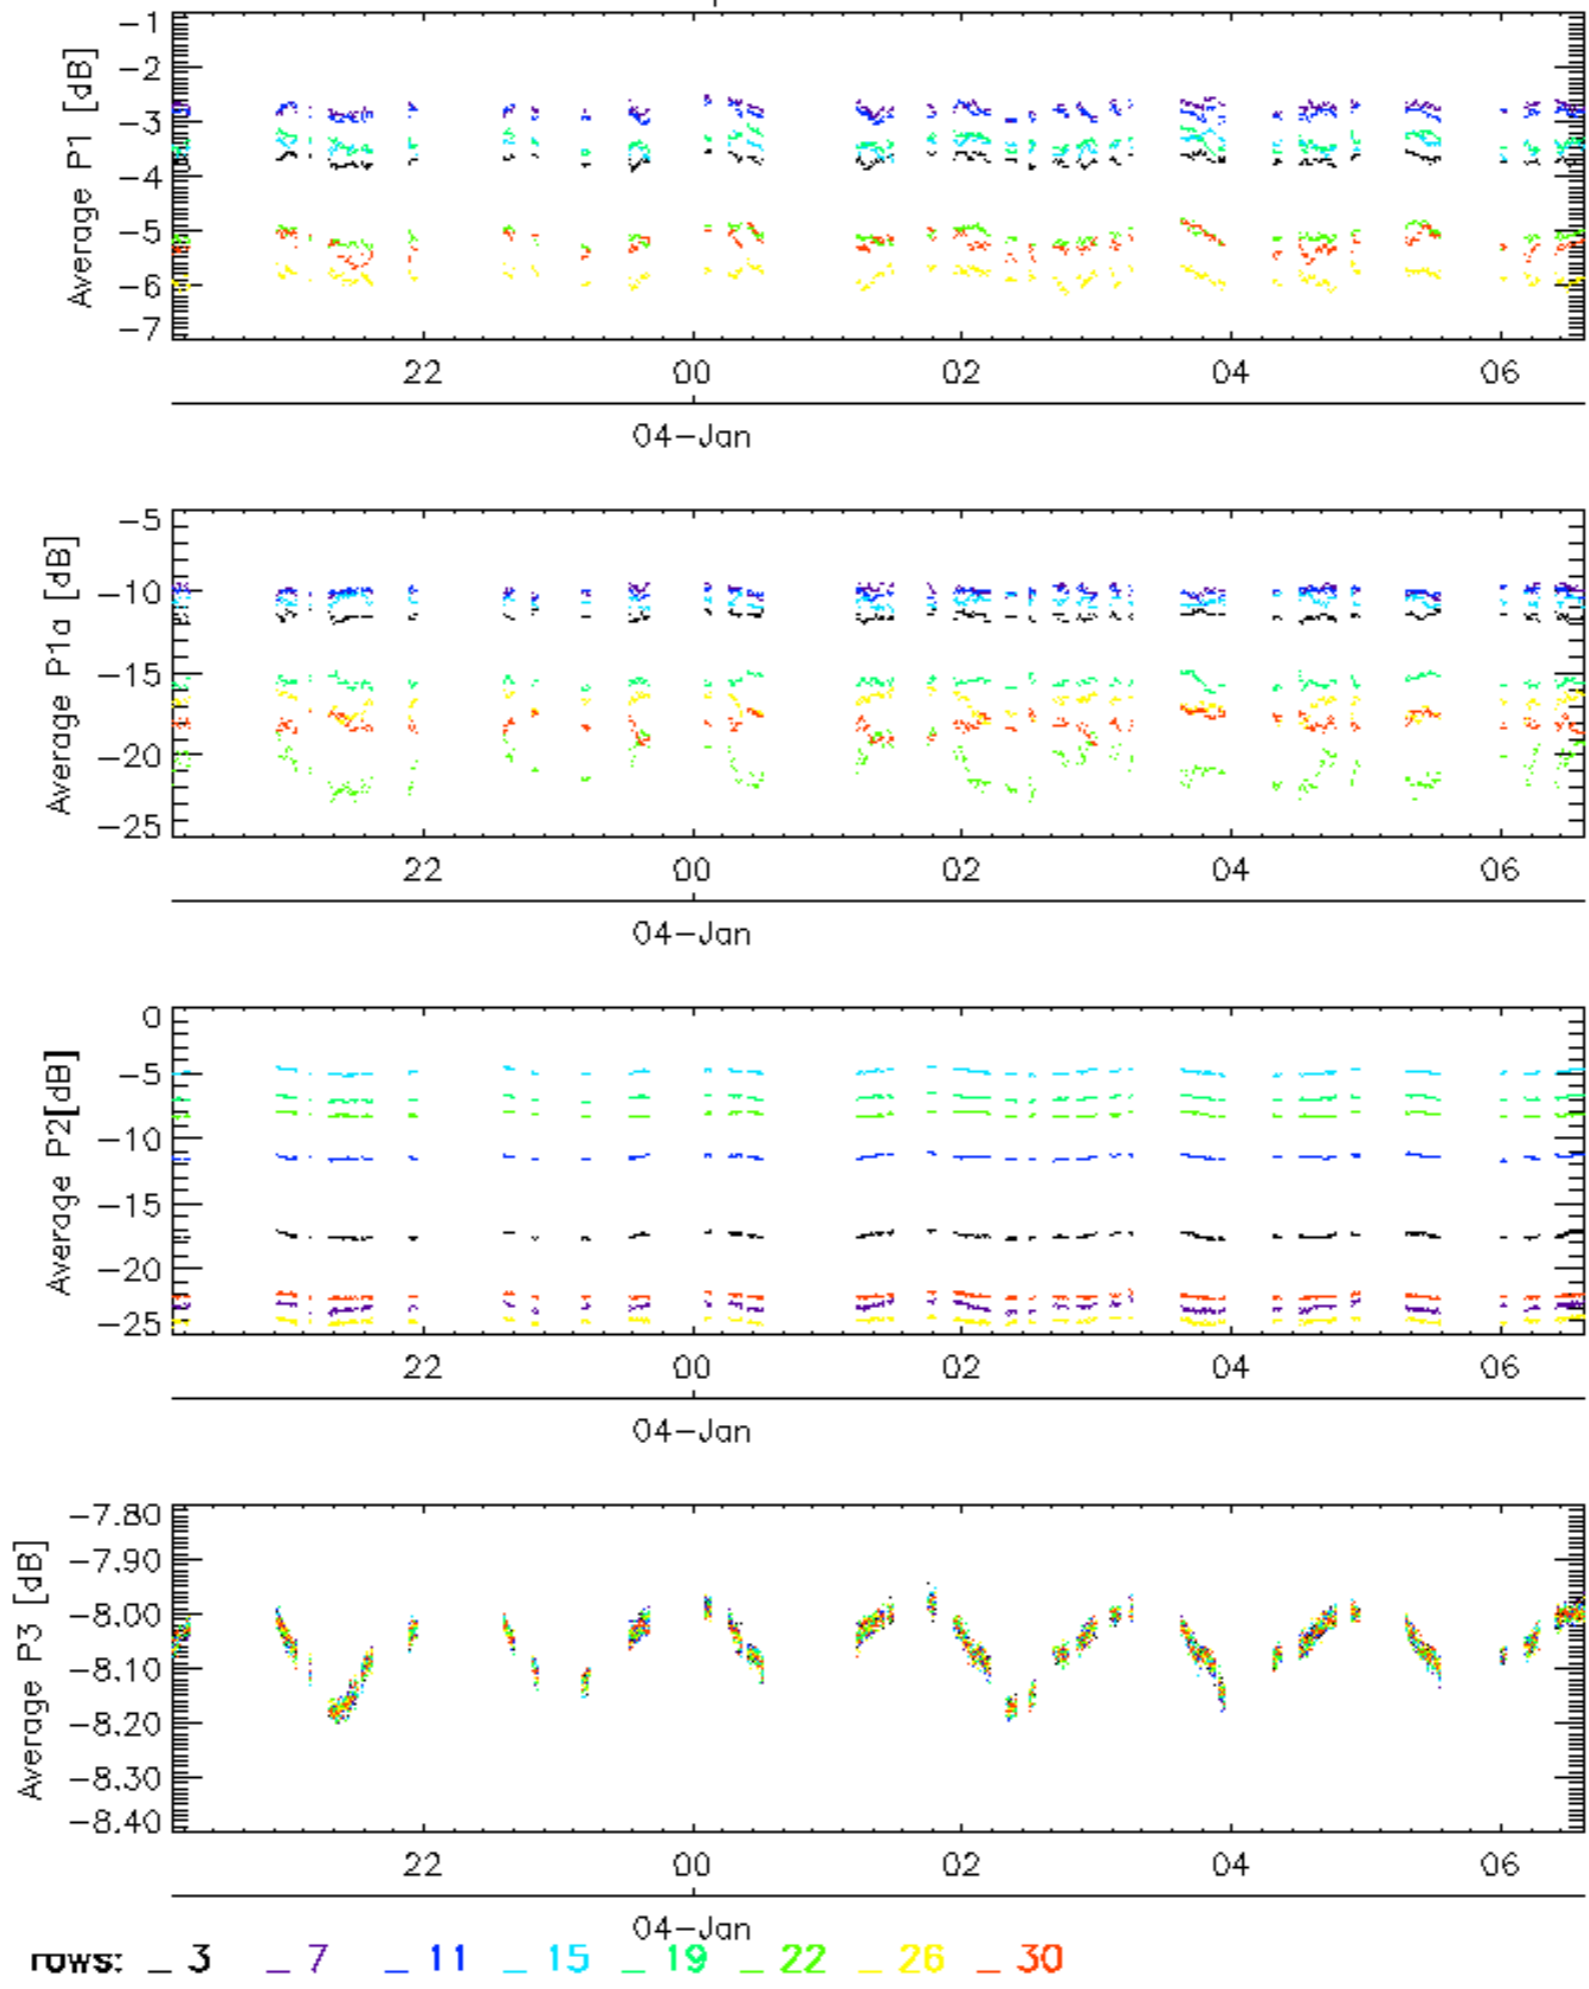 -1
-2
-3
-4
-5
-6
-7
Average P1 [dB]
22 00 02 04 06
04-Jan
-5
-10
-15
-20
-25
Average P1a [dB]
22 00 02 04 06
04-Jan
0
-5
-10
-15
-20
-25
Average P2[dB]
22 00 02 04 06
04-Jan
-7.80
-7.90
-8.00
-8.10
-8.20
-8.30
-8.40
Average P3 [dB]
22 00 02 04 06
04-Jan
rows: _ 3 _ 7 _ 11 _ 15 _ 19 _ 22 _ 26 _ 30